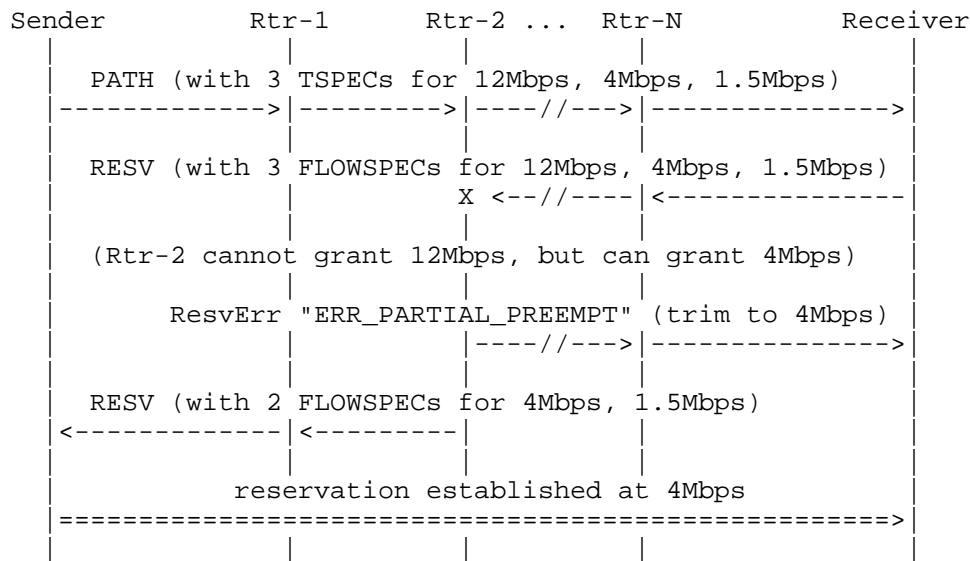 Sender Rtr-1 Rtr-2 ... Rtr-N Receiver
PATH (with 3 TSPECs for 12Mbps, 4Mbps, 1.5Mbps)
RESV (with 3 FLOWSPECs for 12Mbps, 4Mbps, 1.5Mbps)
X
(Rtr-2 cannot grant 12Mbps, but can grant 4Mbps)
ResvErr "ERR_PARTIAL_PREEMPT" (trim to 4Mbps)
RESV (with 2 FLOWSPECs for 4Mbps, 1.5Mbps)
reservation established at 4Mbps